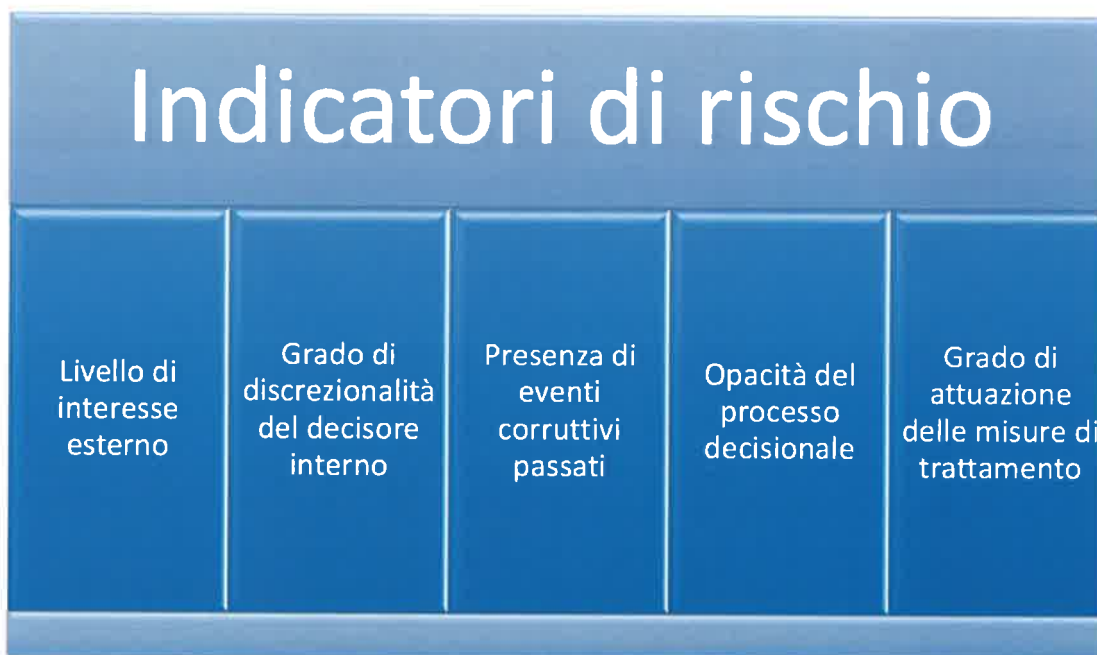 Indicatori di rischio
Livello di
interesse
esterno
Grado di
discrezionalità
del decisore
interno
Presenza di
eventi
corruttivi
passati
Opacità del
processo
decisionale
Grado di
attuazione
delle misure di
trattamento